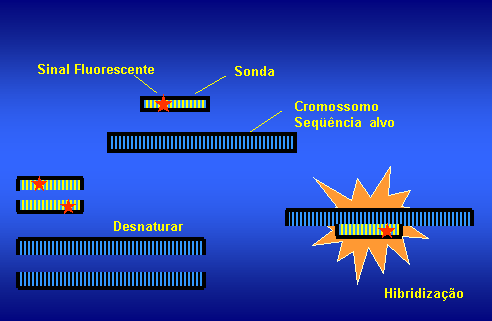 Sinal Fluorescente
Sonda
Cromossomo
Seqüência alvo
Desnaturar
Hibridização